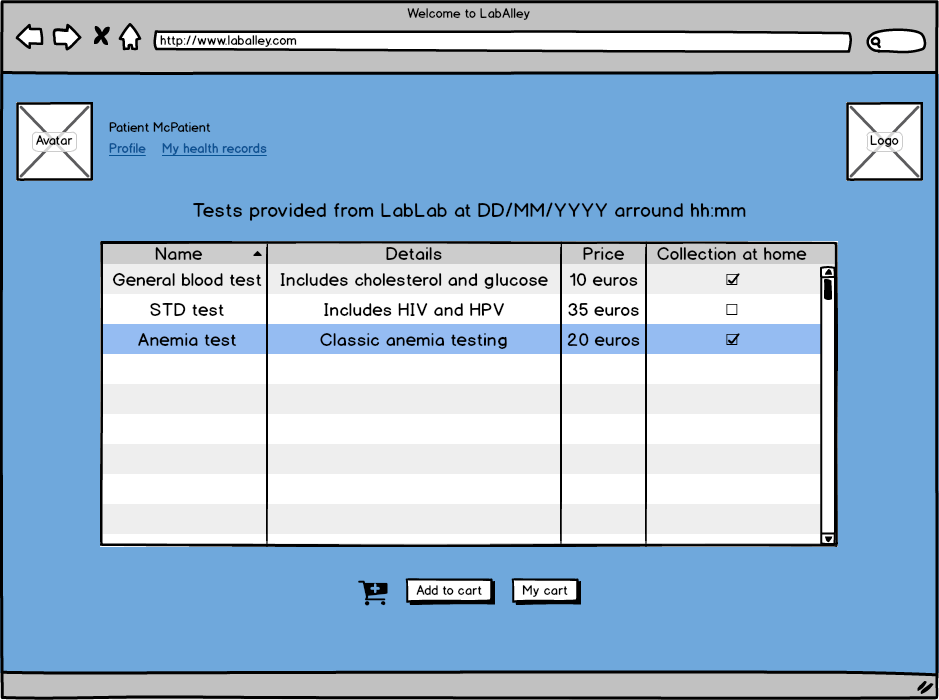 Welcome to LabAlley
http://www.laballey.com
Avatar
Patient McPatient
Profile My health records
Logo
Tests provided from LabLab at DD/MM/YYYY arround hh:mm
Name Details Price Collection at home
General blood test Includes cholesterol and glucose 10 euros
STD test Includes HIV and HPV 35 euros
Anemia test Classic anemia testing 20 euros
Add to cart My cart